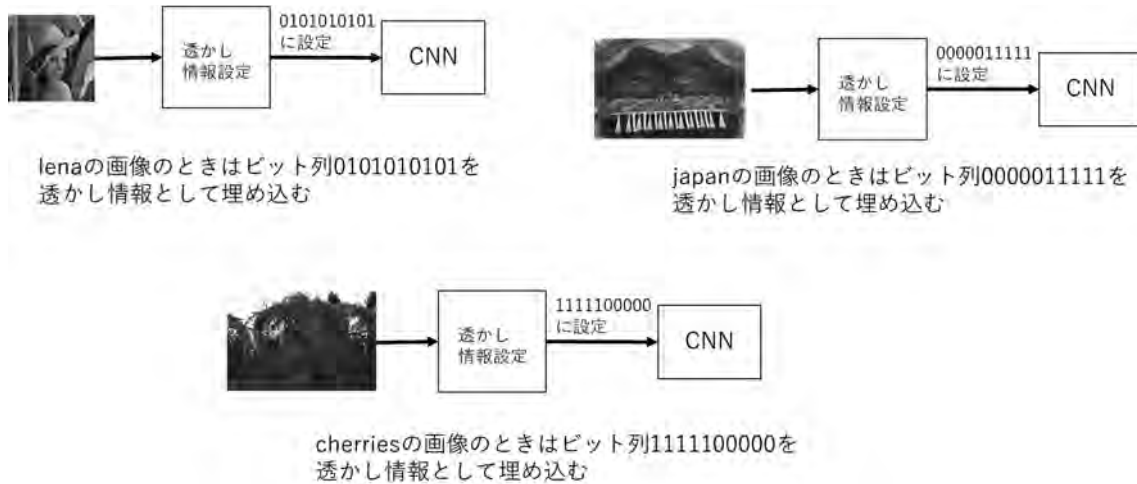 透かし
情報設定
0101010101
に設定
CNN
lenaの画像のときはビット列0101010101を
透かし情報として埋め込む
透かし
情報設定
0000011111
に設定
CNN
japanの画像のときはビット列0000011111を
透かし情報として埋め込む
透かし
情報設定
1111100000
に設定
CNN
cherriesの画像のときはビット列1111100000を
透かし情報として埋め込む